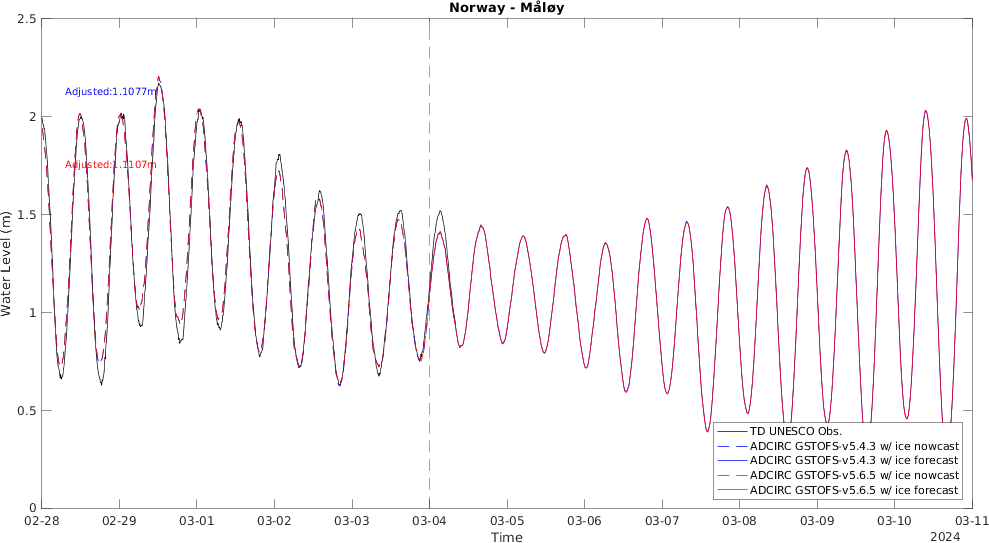 Norway - Måløy
2.5
2
1.5
1
0.5
0
Water Level (m)
Adjusted:1.1077m
Adjusted:1.1107m
TD UNESCO Obs.
ADCIRC GSTOFS-v5.4.3 w/ ice nowcast
ADCIRC GSTOFS-v5.4.3 w/ ice forecast
ADCIRC GSTOFS-v5.6.5 w/ ice nowcast
ADCIRC GSTOFS-v5.6.5 w/ ice forecast
02-28 02-29 03-01 03-02 03-03 03-04 03-05 03-06 03-07 03-08 03-09 03-10 03-11
Time
2024